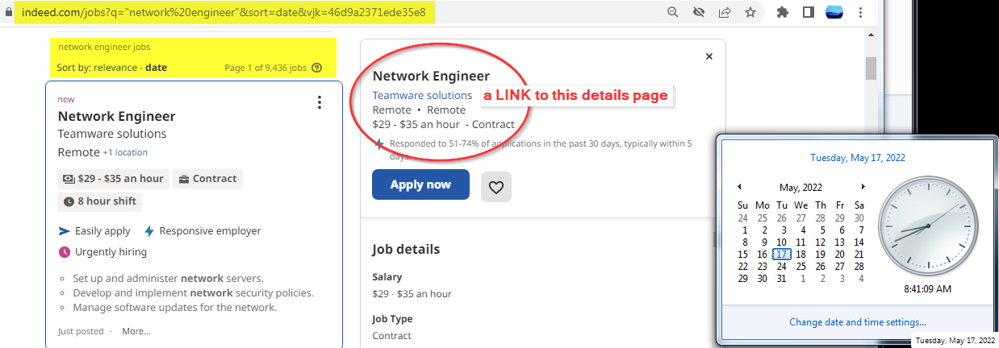 indeed.com/jobs?q="network%20engineer"&sort=date&vjk=46d9a2371ede35e8
network engineer jobs
Sort by: relevance - date
Page 1 of 9,436 jobs
new
Network Engineer
Teamware solutions
Remote +1 location
$29 - $35 an hour
Contract
8 hour shift
Easily apply
Responsive employer
Urgently hiring
Set up and administer network servers.
Develop and implement network security policies.
Manage software updates for the network.
Just posted · More...
Network Engineer
Teamware solutions
a LINK to this details page
Remote • Remote
$29 - $35 an hour - Contract
Responded to 51-74% of applications in the past 30 days, typically within 5
days.
Apply now
Job details
Salary
$29 - $35 an hour
Job Type
Contract
Tuesday, May 17, 2022
May, 2022
Su Mo Tu We Th Fr Sa
24 25 26 27 28 29 30
1 2 3 4 5 6 7
8 9 10 11 12 13 14
15 16 17 18 19 20 21
22 23 24 25 26 27 28
29 30 31 1 2 3 4
8:41:09 AM
Change date and time settings...
Tuesday, May 17, 2022